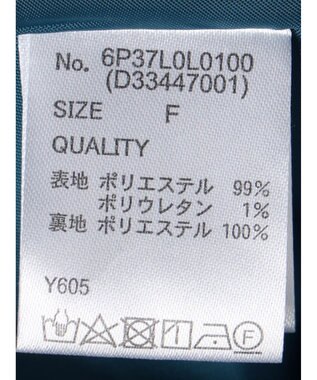 No. 6P37L0L0100
(D33447001)
SIZE F
QUALITY
表地 ポリエステル 99%
ポリウレタン 1%
裏地 ポリエステル 100%
Y605
F